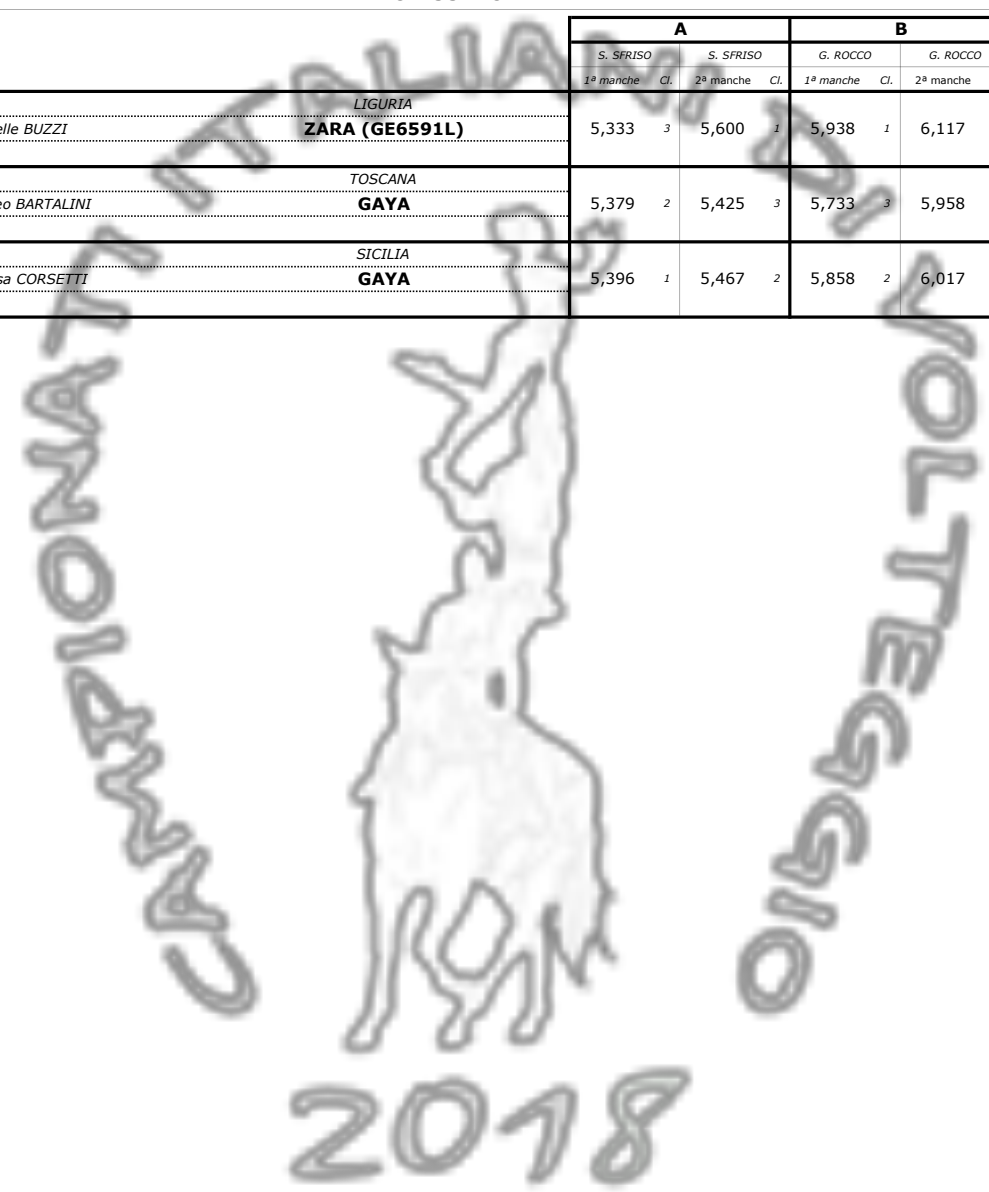 A B
S. SFRISO S. SFRISO G. ROCCO G. ROCCO
1ª manche Cl. 2ª manche Cl. 1ª manche Cl. 2ª manche
LIGURIA
elle BUZZI ZARA (GE6591L) 5,333 3 5,600 1 5,938 1 6,117
TOSCANA
eo BARTALINI GAYA 5,379 2 5,425 3 5,733 3 5,958
SICILIA
sa CORSETTI GAYA 5,396 1 5,467 2 5,858 2 6,017
CAMPIONATI ITALIANI DI VOLTEGGIO
2018